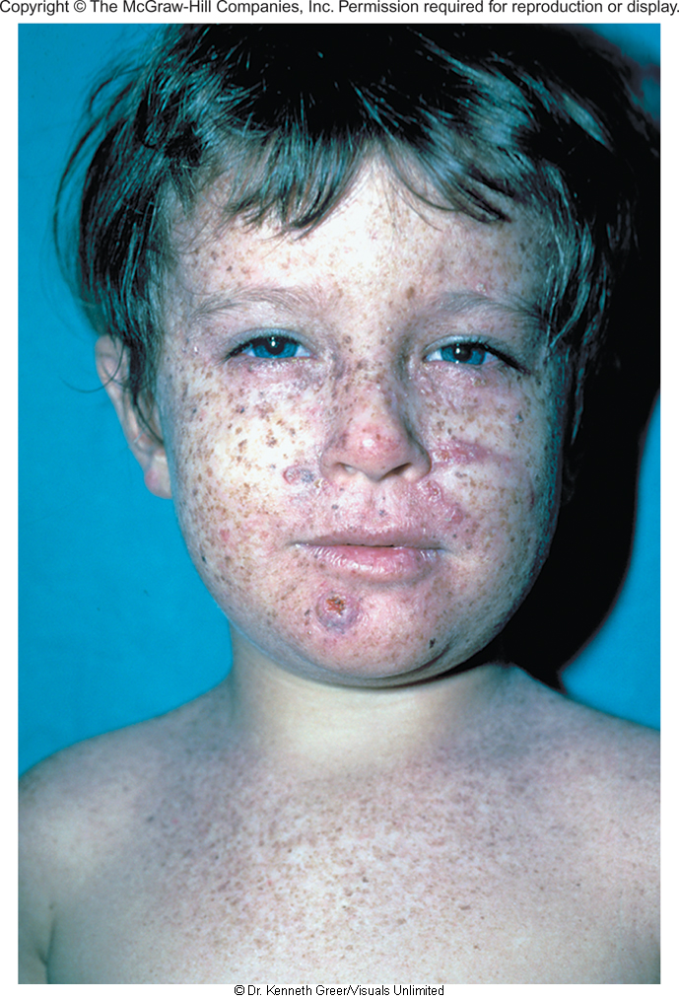 Copyright © The McGraw-Hill Companies, Inc. Permission required for reproduction or display.
© Dr. Kenneth Greer/Visuals Unlimited